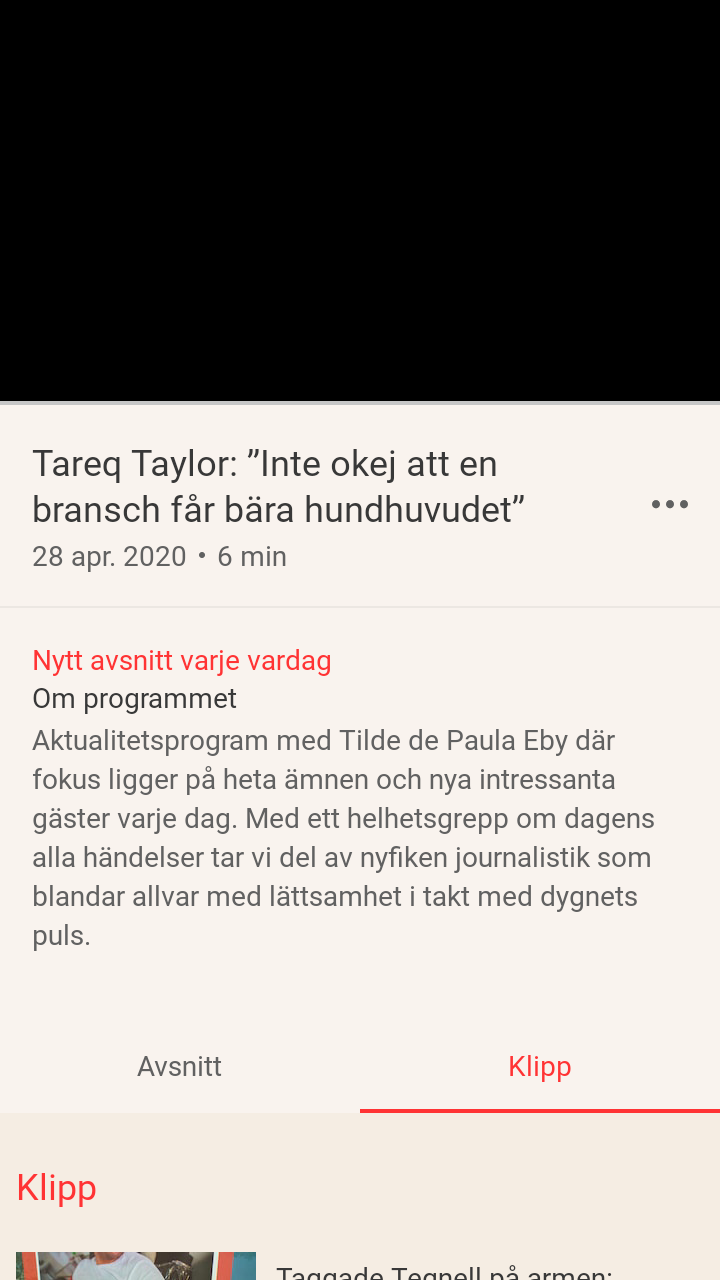 Tareq Taylor: ”Inte okej att en
bransch får bära hundhuvudet”
28 apr. 2020 • 6 min
Nytt avsnitt varje vardag
Om programmet
Aktualitetsprogram med Tilde de Paula Eby där
fokus ligger på heta ämnen och nya intressanta
gäster varje dag. Med ett helhetsgrepp om dagens
alla händelser tar vi del av nyfiken journalistik som
blandar allvar med lättsamhet i takt med dygnets
puls.
Avsnitt
Klipp
Klipp
Taggade Tegnell på armen: